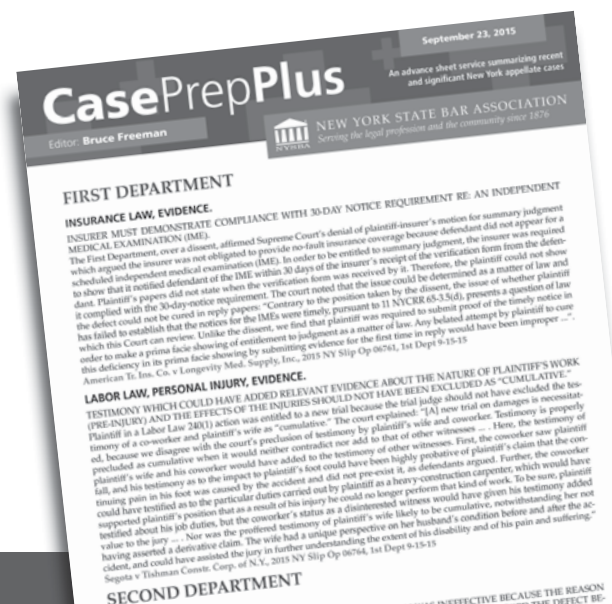 September 23, 2015
An advance sheet service summarizing recent
and significant New York appellate cases
CasePrepPlus
Editor: Bruce Freeman
NYSBA
NEW YORK STATE BAR ASSOCIATION
Serving the legal profession and the community since 1876
FIRST DEPARTMENT
INSURANCE LAW, EVIDENCE.
INSURER MUST DEMONSTRATE COMPLIANCE WITH 30-DAY NOTICE REQUIREMENT RE: AN INDEPENDENT
MEDICAL EXAMINATION (IME).
The First Department, over a dissent, affirmed Supreme Court's denial of plaintiff-insurer's motion for summary judgment
which argued the insurer was not obligated to provide no-fault insurance coverage because defendant did not appear for a
scheduled independent medical examination (IME). In order to be entitled to summary judgment, the insurer was required
to show that it notified defendant of the IME within 30 days of the insurer's receipt of the verification form from the defen-
dant. Plaintiff's papers did not state when the verification form was received by it. Therefore, the plaintiff could not show
it complied with the 30-day-notice requirement. The court noted that the issue could be determined as a matter of law and
the defect could not be cured in reply papers: "Contrary to the position taken by the dissent, the issue of whether plaintiff
has failed to establish that the notices for the IMEs were timely, pursuant to 11 NYCRR 65-3.5(d), presents a question of law
which this Court can review. Unlike the dissent, we find that plaintiff was required to submit proof of the timely notice in
order to make a prima facie showing of entitlement to judgment as a matter of law. Any belated attempt by plaintiff to cure
this deficiency in its prima facie showing by submitting evidence for the first time in reply would have been improper ...".
American Tr. Ins. Co. v Longevity Med. Supply, Inc., 2015 NY Slip Op 06761, 1st Dept 9-15-15
LABOR LAW, PERSONAL INJURY, EVIDENCE.
TESTIMONY WHICH COULD HAVE ADDED RELEVANT EVIDENCE ABOUT THE NATURE OF PLAINTIFF'S WORK
(PRE-INJURY) AND THE EFFECTS OF THE INJURIES SHOULD NOT HAVE BEEN EXCLUDED AS "CUMULATIVE."
Plaintiff in a Labor Law 240(1) action was entitled to a new trial because the trial judge should not have excluded the tes-
timony of a co-worker and plaintiff's wife as "cumulative." The court explained: "[A] new trial on damages is necessitat-
ed, because we disagree with the court's preclusion of testimony by plaintiff's wife and coworker. Testimony is properly
precluded as cumulative when it would neither contradict nor add to that of other witnesses ... . Here, the testimony of
plaintiff's wife and his coworker would have added to the testimony of other witnesses. First, the coworker saw plaintiff
fall, and his testimony as to the impact to plaintiff's foot could have been highly probative of plaintiff's claim that the con-
tinuing pain in his foot was caused by the accident and did not pre-exist it, as defendants argued. Further, the coworker
could have testified as to the particular duties carried out by plaintiff as a heavy-construction carpenter, which would have
supported plaintiff's position that as a result of his injury he could no longer perform that kind of work. To be sure, plaintiff
testified about his job duties, but the coworker's status as a disinterested witness would have given his testimony added
value to the jury ... . Nor was the proffered testimony of plaintiff's wife likely to be cumulative, notwithstanding her not
having asserted a derivative claim. The wife had a unique perspective on her husband's condition before and after the ac-
cident, and could have assisted the jury in further understanding the extent of his disability and of his pain and suffering."
Segota v Tishman Constr. Corp. of N.Y., 2015 NY Slip Op 06764, 1st Dept 9-15-15
SECOND DEPARTMENT
INEFFECTIVE BECAUSE THE REASON
THE DEFECT BE-